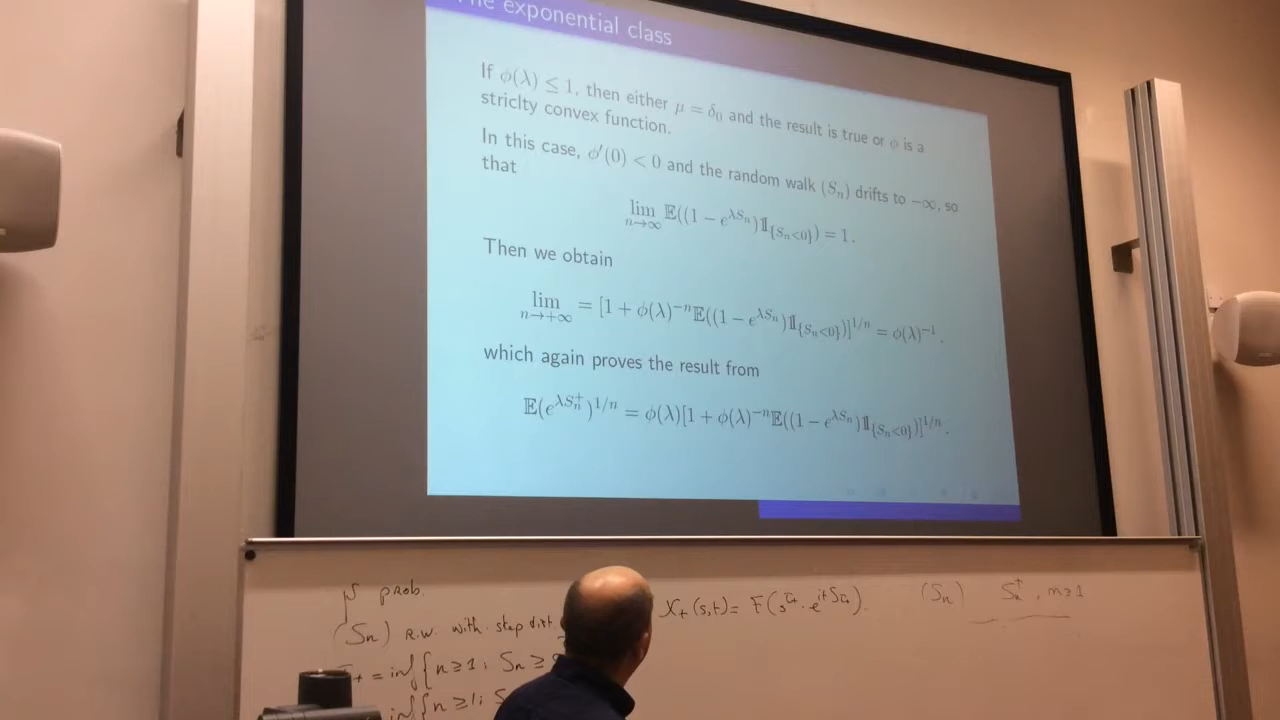 The exponential class
If φ(λ) ≤ 1, then either μ = δ₀ and the result is true or φ is a
striclty convex function.
In this case, φ′(0) < 0 and the random walk (Sₙ) drifts to −∞, so
that
lim_{n→∞} 𝔼((1 − e^{λSₙ})𝟙_{Sₙ<0}) = 1.
Then we obtain
lim_{n→+∞} = [1 + φ(λ)^{−n}𝔼((1 − e^{λSₙ})𝟙_{Sₙ<0})]^{1/n} = φ(λ)^{−1}.
which again proves the result from
𝔼(e^{λSₙ⁺})^{1/n} = φ(λ)[1 + φ(λ)^{−n}𝔼((1 − e^{λSₙ})𝟙_{Sₙ<0})]^{1/n}.
μ prob.
(Sₙ) R.W. with step dist.
= inf{n ≥ 1 : Sₙ ≥
inf{n ≥ 1 : S
χ₊(s,t) = E(s^{τ₊} · e^{itS_{τ₊}}).
(Sₙ) Sₙ⁺, n ≥ 1